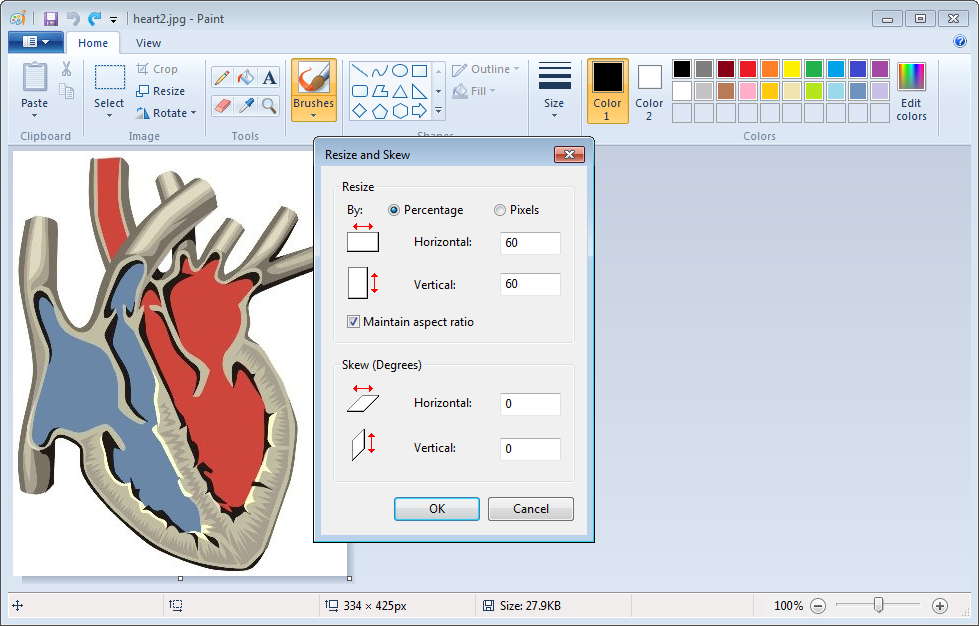 heart2.jpg - Paint
Home View
Paste
Select
Crop
Resize
Rotate
A
Brushes
Outline
Fill
Size
Color 1
Color 2
Edit colors
Clipboard
Image
Tools
Shapes
Colors
Resize and Skew
Resize
By: Percentage Pixels
Horizontal: 60
Vertical: 60
Maintain aspect ratio
Skew (Degrees)
Horizontal: 0
Vertical: 0
OK Cancel
334 × 425px Size: 27.9KB 100%